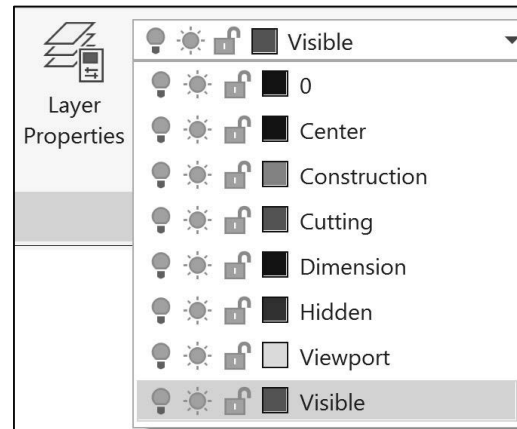 Layer
Properties
Visible
0
Center
Construction
Cutting
Dimension
Hidden
Viewport
Visible